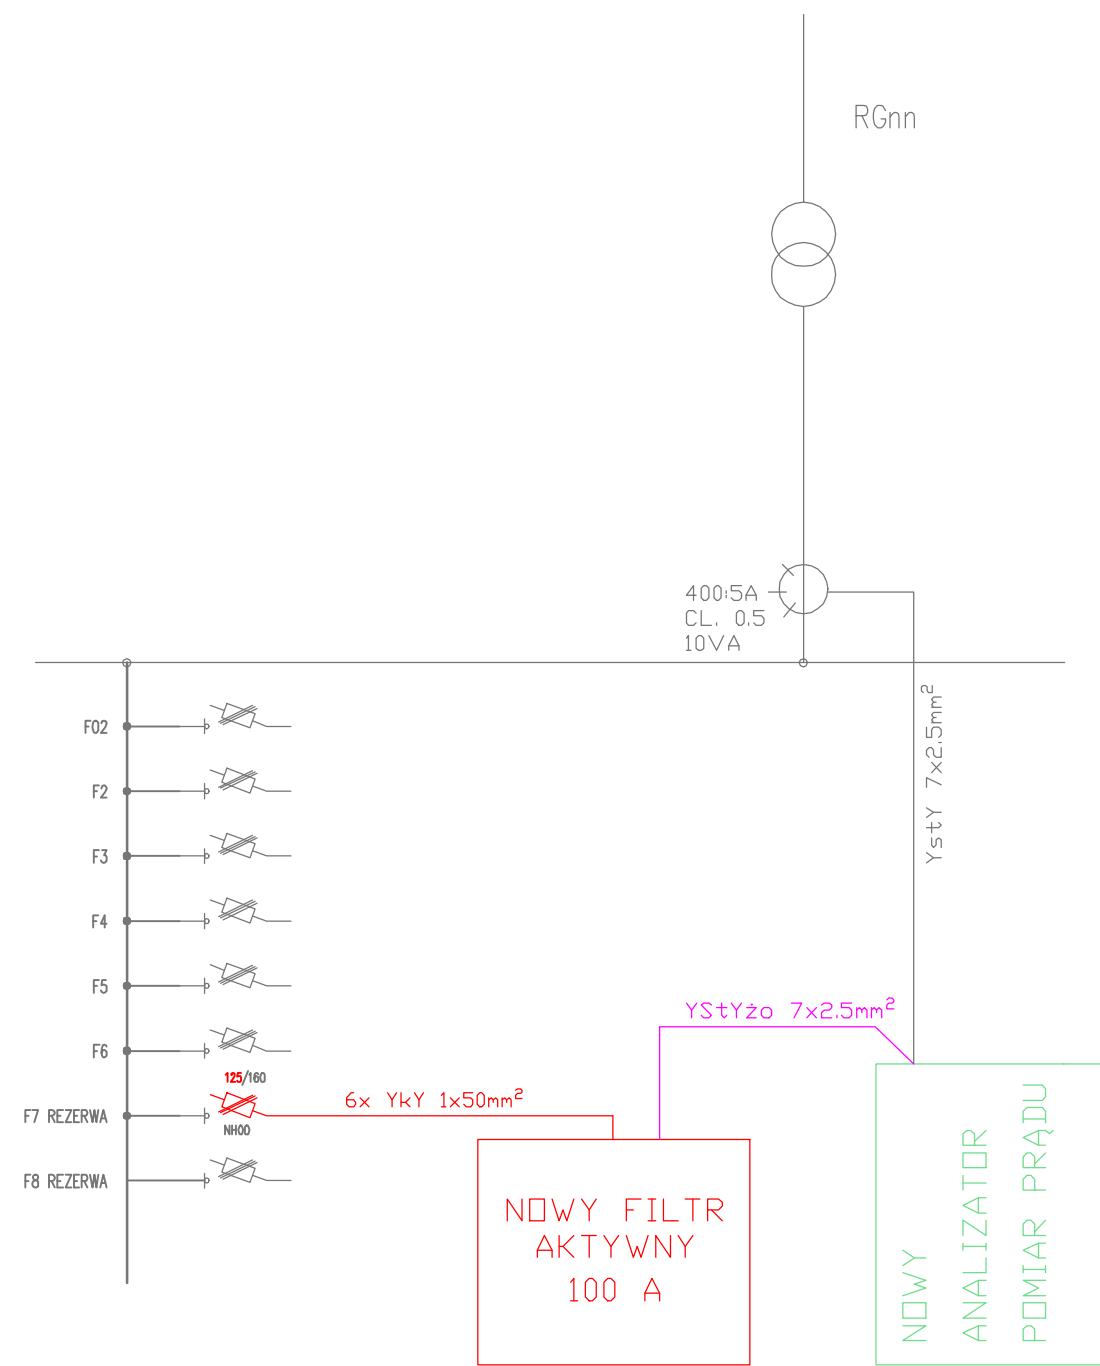 RGnn
400:5A
CL. 0.5
10VA
YstY 7x2.5mm²
F02
F2
F3
F4
F5
F6
125/160
F7 REZERWA
NH00
6x YkY 1x50mm²
F8 REZERWA
YStYżo 7x2.5mm²
NOWY FILTR
AKTYWNY
100 A
NOWY
ANALIZATOR
POMIAR PRĄDU